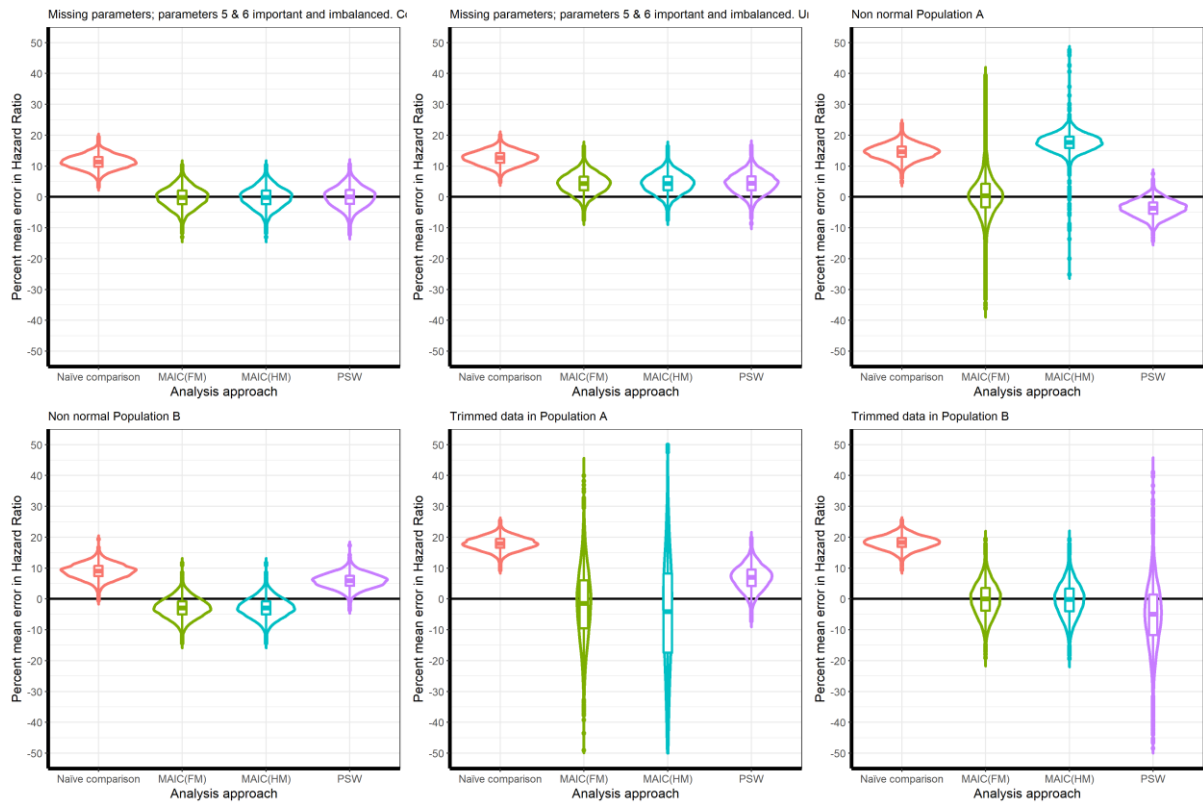 Missing parameters; parameters 5 & 6 important and imbalanced.
Percent mean error in Hazard Ratio
50
40
30
20
10
0
-10
-20
-30
-40
-50
Naïve comparison MAIC(FM) MAIC(HM) PSW
Analysis approach
Missing parameters; parameters 5 & 6 important and imbalanced.
Percent mean error in Hazard Ratio
50
40
30
20
10
0
-10
-20
-30
-40
-50
Naïve comparison MAIC(FM) MAIC(HM) PSW
Analysis approach
Non normal Population A
Percent mean error in Hazard Ratio
50
40
30
20
10
0
-10
-20
-30
-40
-50
Naïve comparison MAIC(FM) MAIC(HM) PSW
Analysis approach
Non normal Population B
Percent mean error in Hazard Ratio
50
40
30
20
10
0
-10
-20
-30
-40
-50
Naïve comparison MAIC(FM) MAIC(HM) PSW
Analysis approach
Trimmed data in Population A
Percent mean error in Hazard Ratio
50
40
30
20
10
0
-10
-20
-30
-40
-50
Naïve comparison MAIC(FM) MAIC(HM) PSW
Analysis approach
Trimmed data in Population B
Percent mean error in Hazard Ratio
50
40
30
20
10
0
-10
-20
-30
-40
-50
Naïve comparison MAIC(FM) MAIC(HM) PSW
Analysis approach